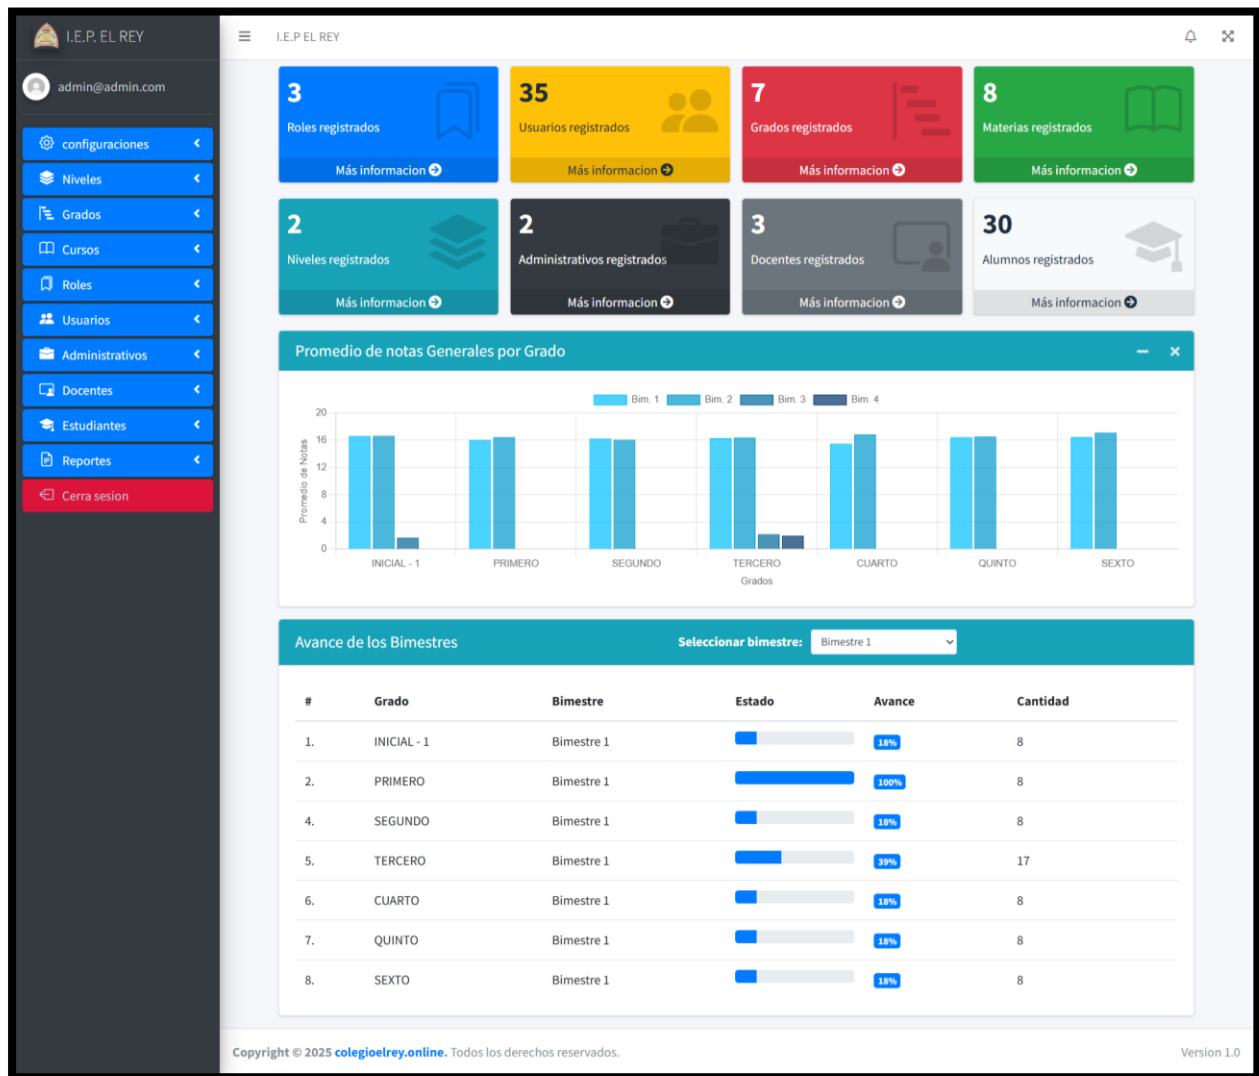 I.E.P. EL REY
I.E.P EL REY
admin@admin.com
configuraciones
Niveles
Grados
Cursos
Roles
Usuarios
Administrativos
Docentes
Estudiantes
Reportes
Cerra sesion
3 35 7 8
Roles registrados Usuarios registrados Grados registrados Materias registrados
Más informacion Más informacion Más informacion Más informacion
2 2 3 30
Niveles registrados Administrativos registrados Docentes registrados Alumnos registrados
Más informacion Más informacion Más informacion Más informacion
Promedio de notas Generales por Grado
Bim. 1 Bim. 2 Bim. 3 Bim. 4
Promedio de Notas
20
16
12
8
4
0
INICIAL - 1 PRIMERO SEGUNDO TERCERO CUARTO QUINTO SEXTO
Grados
Avance de los Bimestres Seleccionar bimestre: Bimestre 1
# Grado Bimestre Estado Avance Cantidad
1. INICIAL - 1 Bimestre 1 18% 8
2. PRIMERO Bimestre 1 100% 8
4. SEGUNDO Bimestre 1 18% 8
5. TERCERO Bimestre 1 39% 17
6. CUARTO Bimestre 1 18% 8
7. QUINTO Bimestre 1 18% 8
8. SEXTO Bimestre 1 18% 8
Copyright © 2025 colegioelrey.online. Todos los derechos reservados. Version 1.0